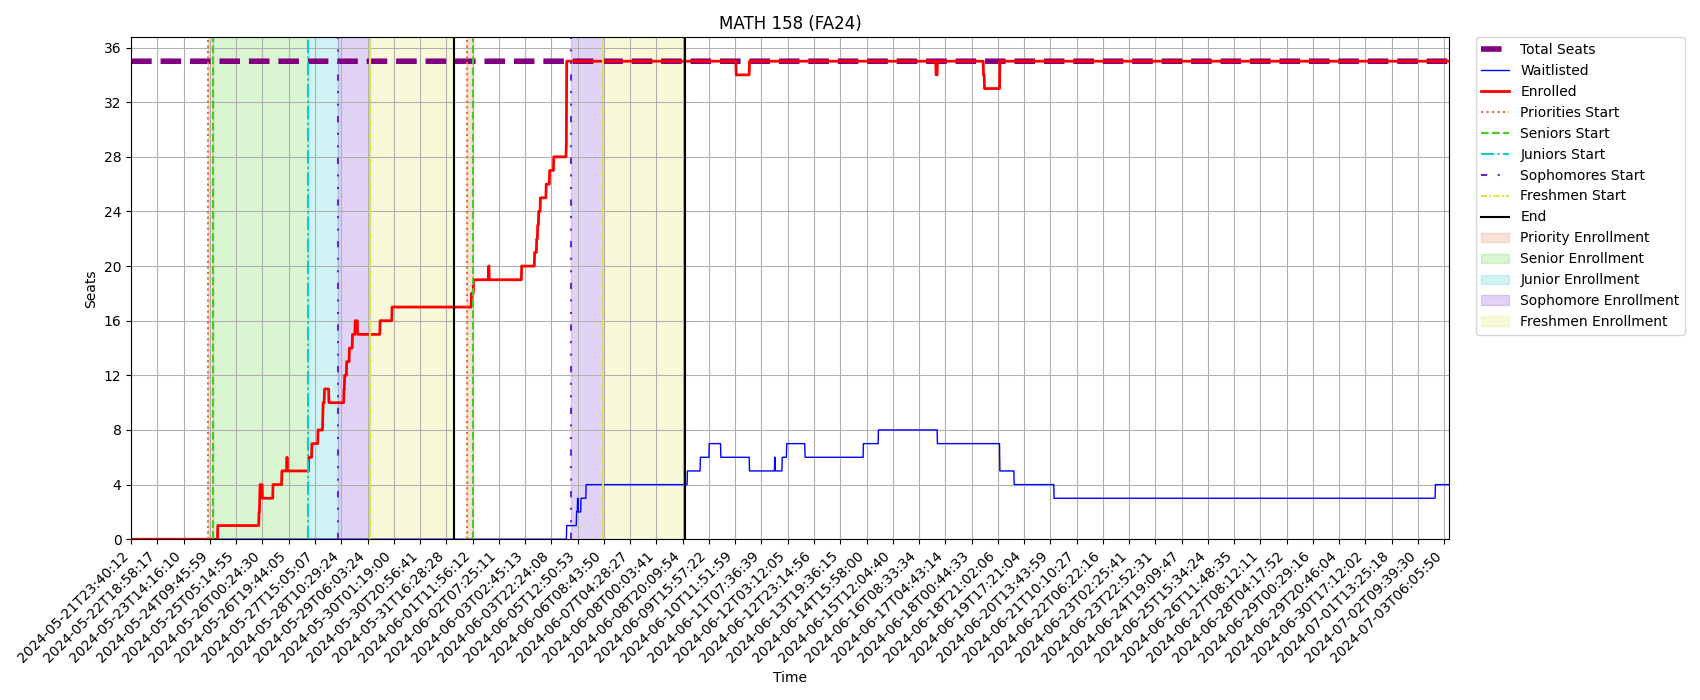 MATH 158 (FA24)
36
32
28
24
20
16
12
8
4
0
Seats
2024-05-21T23:40:12
2024-05-22T18:58:17
2024-05-23T14:16:10
2024-05-24T09:45:59
2024-05-25T05:14:55
2024-05-26T00:24:30
2024-05-26T19:44:05
2024-05-27T15:05:07
2024-05-28T10:29:24
2024-05-29T06:03:24
2024-05-30T01:19:00
2024-05-30T20:56:41
2024-05-31T16:28:28
2024-06-01T11:56:12
2024-06-02T07:25:11
2024-06-03T02:45:13
2024-06-03T22:24:08
2024-06-05T12:50:53
2024-06-06T08:43:50
2024-06-07T04:28:27
2024-06-08T00:03:41
2024-06-08T20:09:54
2024-06-09T15:57:22
2024-06-10T11:51:59
2024-06-11T07:36:39
2024-06-12T03:12:05
2024-06-12T23:14:56
2024-06-13T19:36:15
2024-06-14T15:58:00
2024-06-15T12:04:40
2024-06-16T08:33:34
2024-06-17T04:43:14
2024-06-18T00:44:33
2024-06-18T21:02:06
2024-06-19T17:21:04
2024-06-20T13:43:59
2024-06-21T10:10:27
2024-06-22T06:22:16
2024-06-23T02:25:41
2024-06-23T22:52:31
2024-06-24T19:09:47
2024-06-25T15:34:24
2024-06-26T11:48:35
2024-06-27T08:12:11
2024-06-28T04:17:52
2024-06-29T00:29:16
2024-06-29T20:46:04
2024-06-30T17:12:02
2024-07-01T13:25:18
2024-07-02T09:39:30
2024-07-03T06:05:50
Time
Total Seats
Waitlisted
Enrolled
Priorities Start
Seniors Start
Juniors Start
Sophomores Start
Freshmen Start
End
Priority Enrollment
Senior Enrollment
Junior Enrollment
Sophomore Enrollment
Freshmen Enrollment